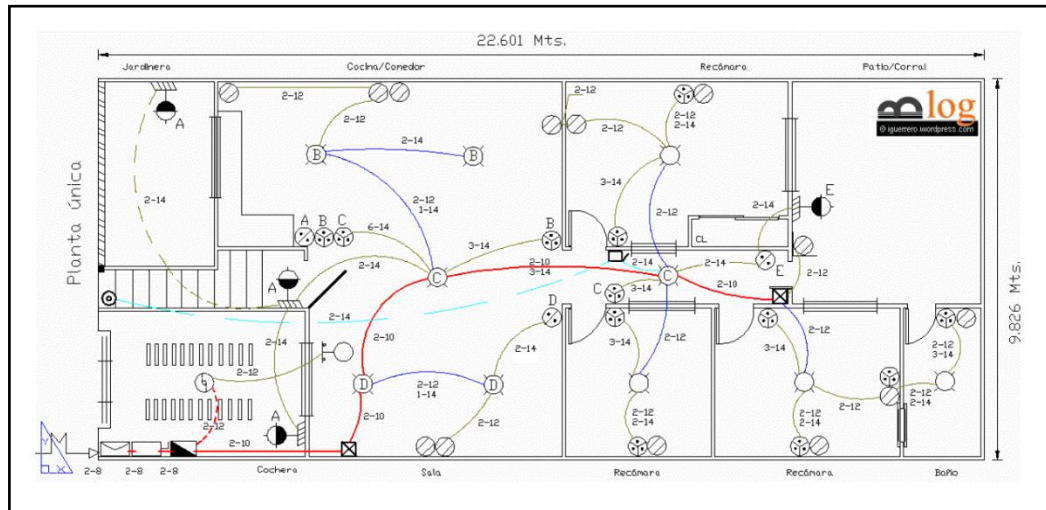 22.601 Mts.
Jardinera
Cocina/Comedor
Recámara
Patio/Corral
Blog
© iguerrero.wordpress.com
Planta única
9.826 Mts.
A
2-14
2-12
2-12
B
2-14
B
2-12
1-14
A B C
6-14
3-14
B
2-12
2-12
2-12
2-14
3-14
2-12
CL
2-14
E
A
2-14
2-14
C
2-10
3-14
2-14
C
2-14
E
2-12
C
3-14
2-10
2-14
D
2-12
2-10
2-14
D
2-12
1-14
D
3-14
2-12
3-14
2-12
2-12
3-14
2-12
A
2-12
2-10
2-10
2-12
2-12
2-14
2-12
2-14
2-12
2-14
M
Y
X
2-8
2-8
2-8
Cochera
Sala
Recámara
Recámara
Baño